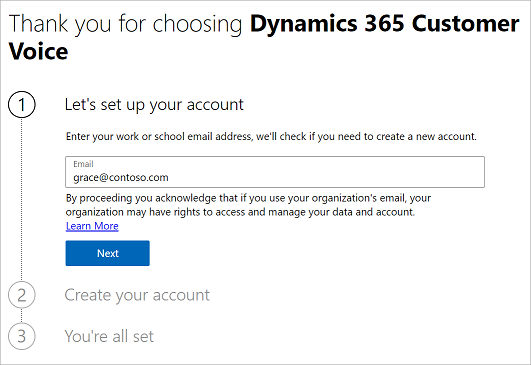 Thank you for choosing Dynamics 365 Customer
Voice
1
Let's set up your account
Enter your work or school email address, we'll check if you need to create a new account.
Email
grace@contoso.com
By proceeding you acknowledge that if you use your organization's email, your
organization may have rights to access and manage your data and account.
Learn More
Next
2
Create your account
3
You're all set